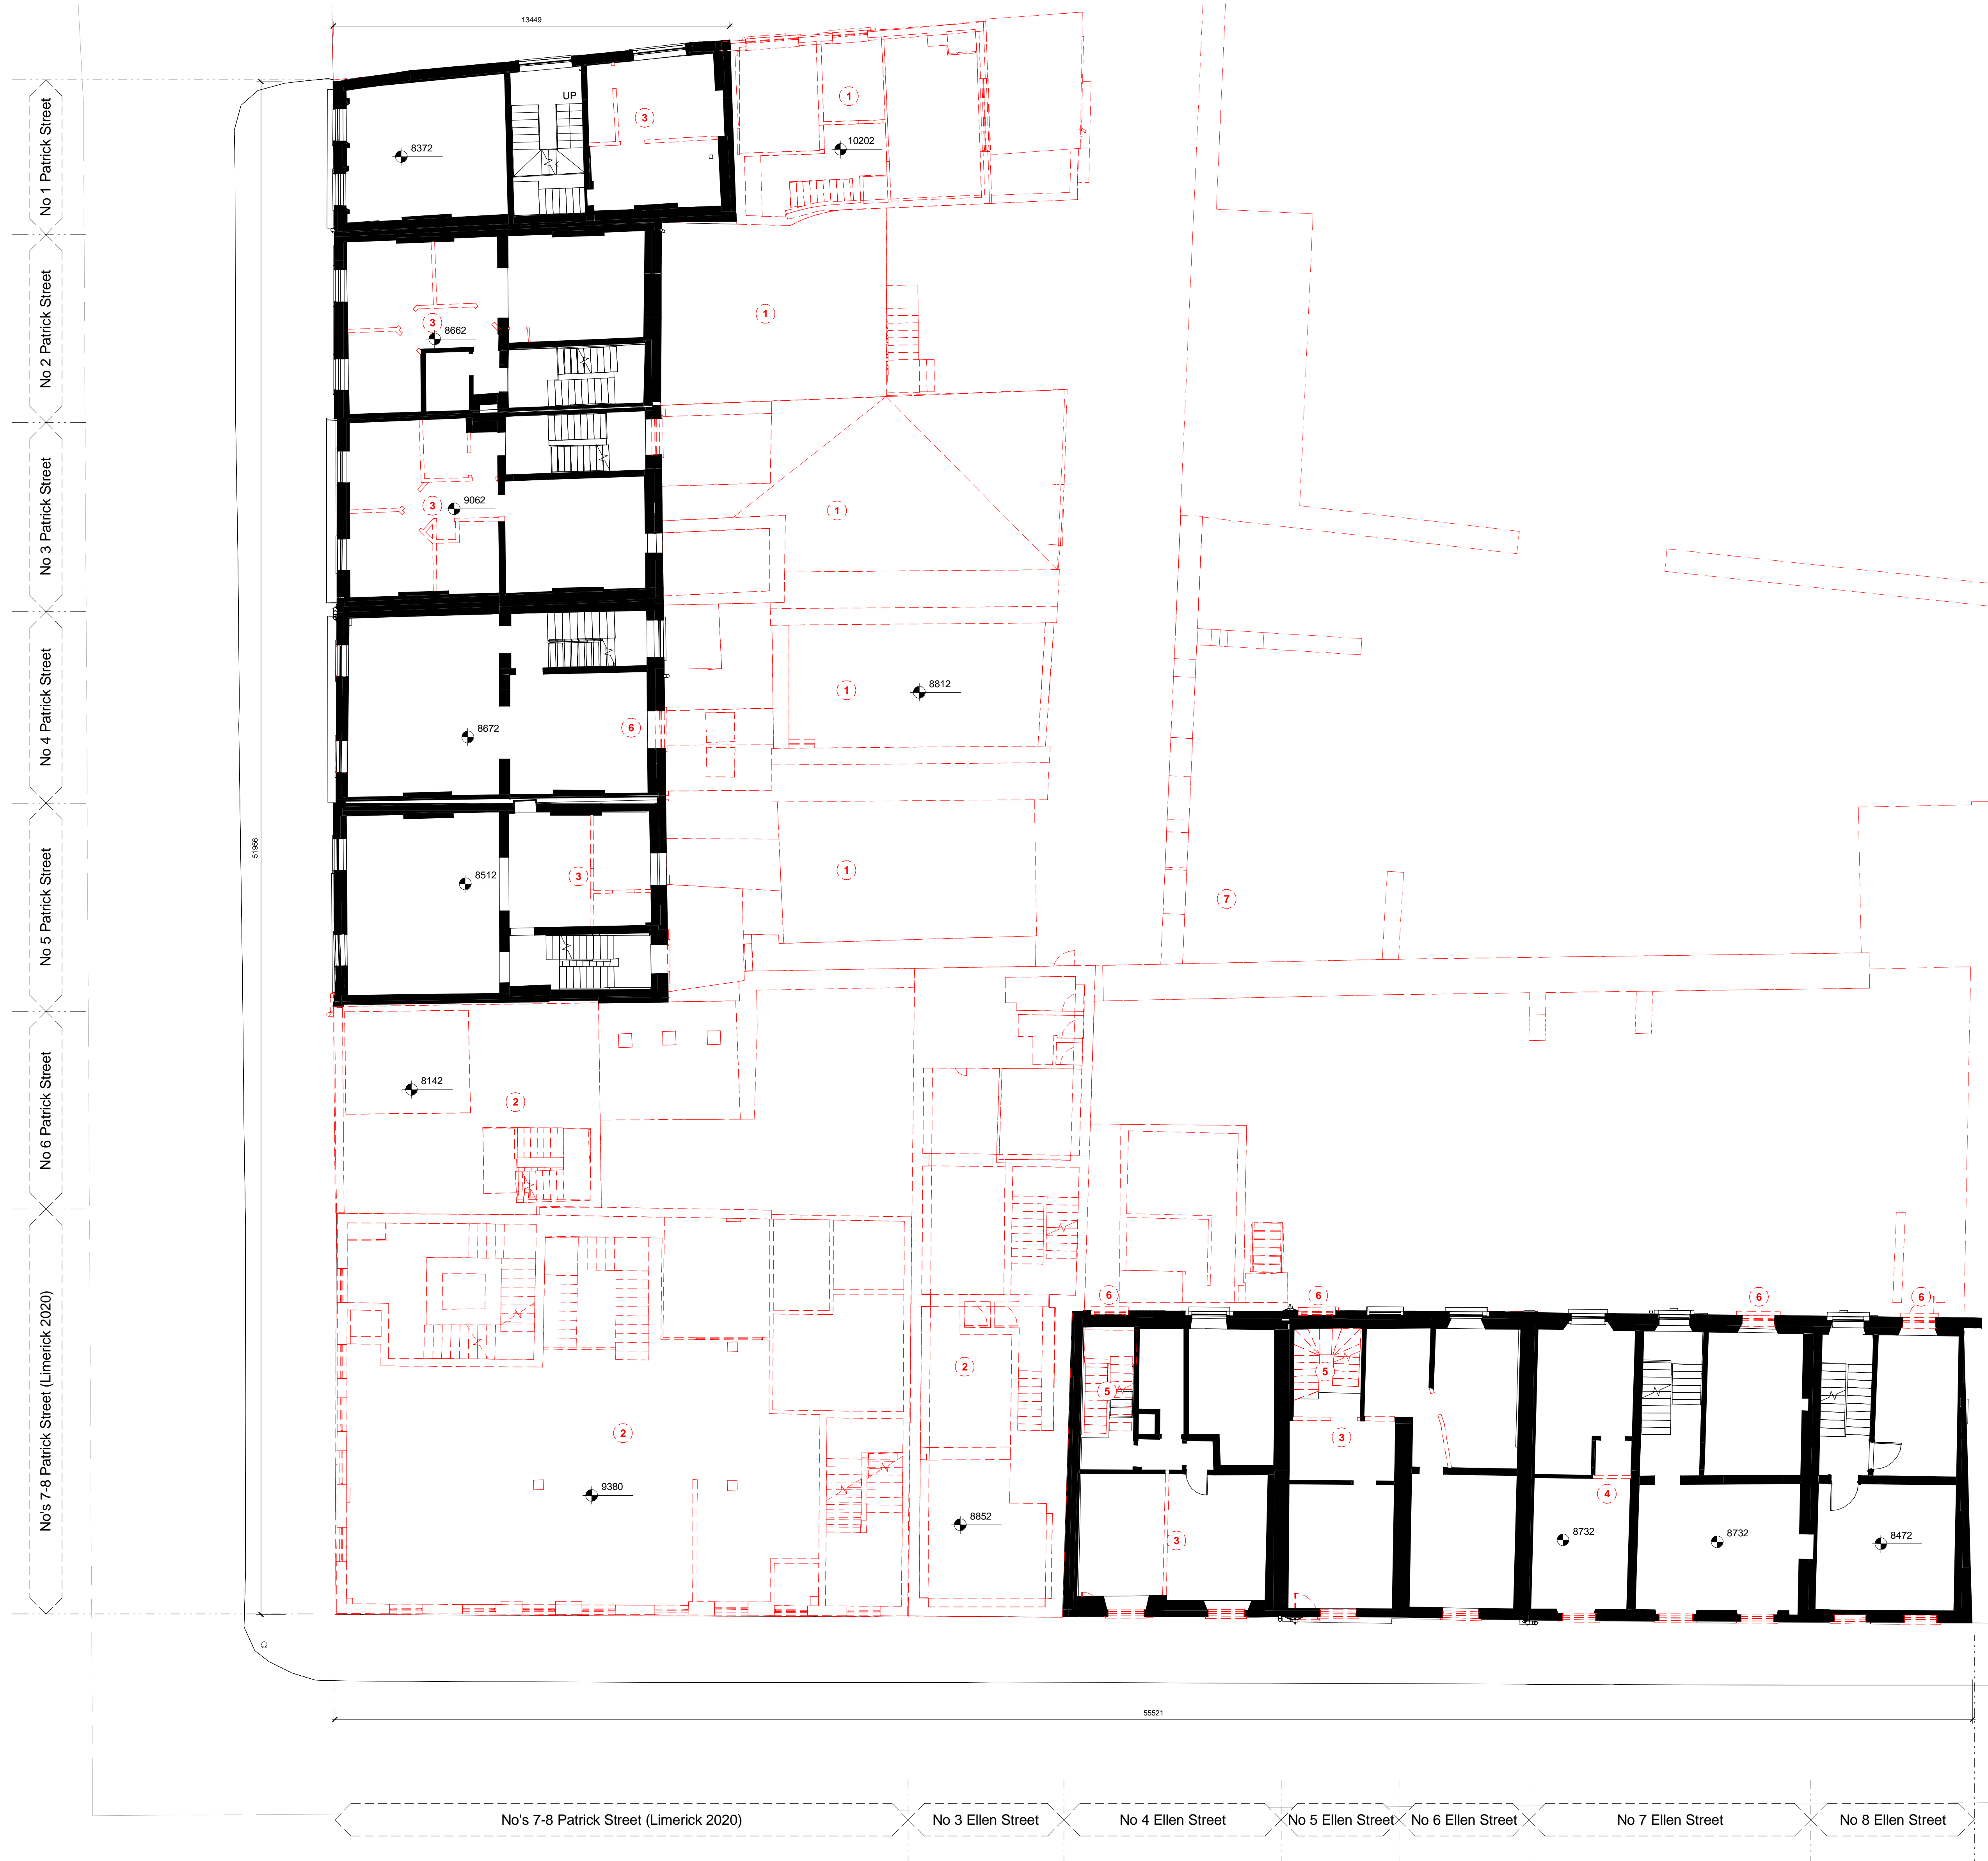 13449
UP
1
3
8372
10202
No 1 Patrick Street
1
3
8662
No 2 Patrick Street
3
9062
1
No 3 Patrick Street
1
8812
6
8672
No 4 Patrick Street
51956
3
8512
1
7
No 5 Patrick Street
8142
2
No 6 Patrick Street
6
6
6
6
2
5
5
2
3
No's 7-8 Patrick Street (Limerick 2020)
9380
4
8852
3
8732
8732
8472
55521
No's 7-8 Patrick Street (Limerick 2020)
No 3 Ellen Street
No 4 Ellen Street
No 5 Ellen Street
No 6 Ellen Street
No 7 Ellen Street
No 8 Ellen Street